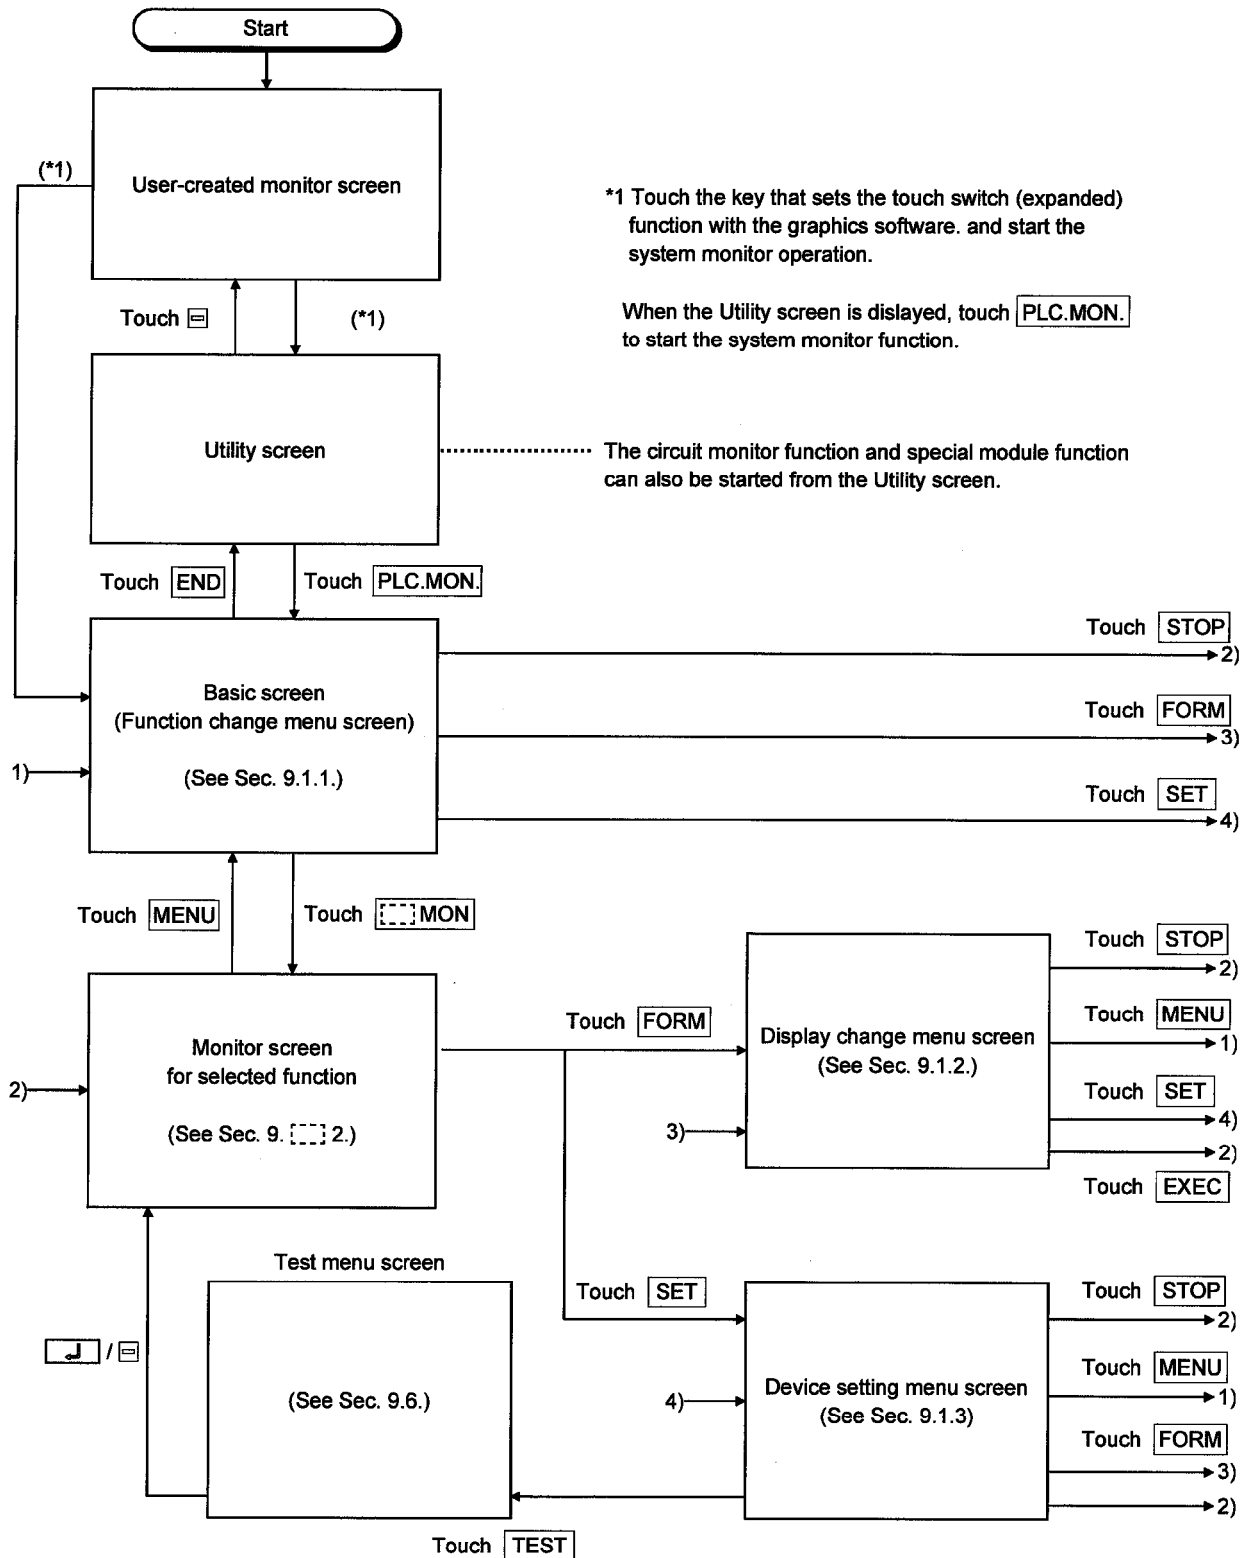 Start
User-created monitor screen
(*1)
*1 Touch the key that sets the touch switch (expanded)
function with the graphics software. and start the
system monitor operation.
When the Utility screen is dislayed, touch PLC.MON.
to start the system monitor function.
Touch
(*1)
Utility screen
The circuit monitor function and special module function
can also be started from the Utility screen.
Touch END
Touch PLC.MON.
Basic screen
(Function change menu screen)
(See Sec. 9.1.1.)
1)
Touch STOP
2)
Touch FORM
3)
Touch SET
4)
Touch MENU
Touch MON
Monitor screen
for selected function
(See Sec. 9. 2.)
2)
Touch FORM
Display change menu screen
(See Sec. 9.1.2.)
3)
Touch STOP
2)
Touch MENU
1)
Touch SET
4)
2)
Touch EXEC
Test menu screen
(See Sec. 9.6.)
/
Touch SET
Device setting menu screen
(See Sec. 9.1.3)
4)
Touch STOP
2)
Touch MENU
1)
Touch FORM
3)
2)
Touch TEST